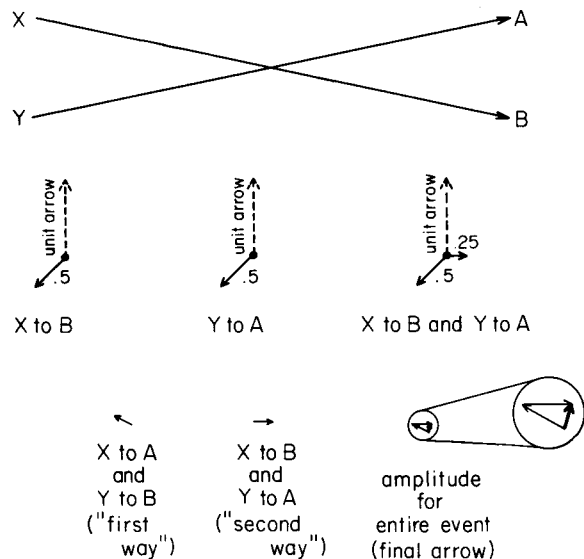 X A
Y B
unit arrow unit arrow unit arrow
.25
.5 .5 .5
X to B Y to A X to B and Y to A
X to A
and
Y to B
("first
way")
X to B
and
Y to A
("second
way")
amplitude
for
entire event
(final arrow)